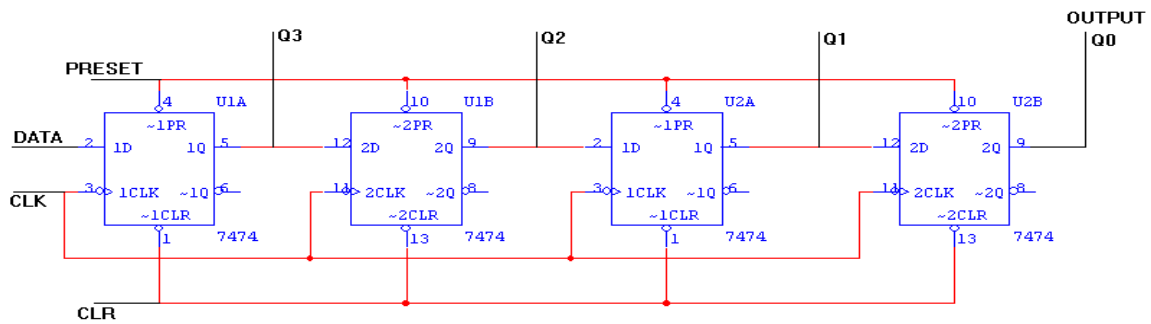 OUTPUT
Q3 Q2 Q1 Q0
PRESET
4 U1A 10 U1B 4 U2A 10 U2B
~1PR ~2PR ~1PR ~2PR
DATA 2 1D 1Q 5 12 2D 2Q 9 2 1D 1Q 5 12 2D 2Q 9
CLK 3 1CLK ~1Q 6 11 2CLK ~2Q 8 3 1CLK ~1Q 6 11 2CLK ~2Q 8
~1CLR ~2CLR ~1CLR ~2CLR
1 7474 13 7474 1 7474 13 7474
CLR